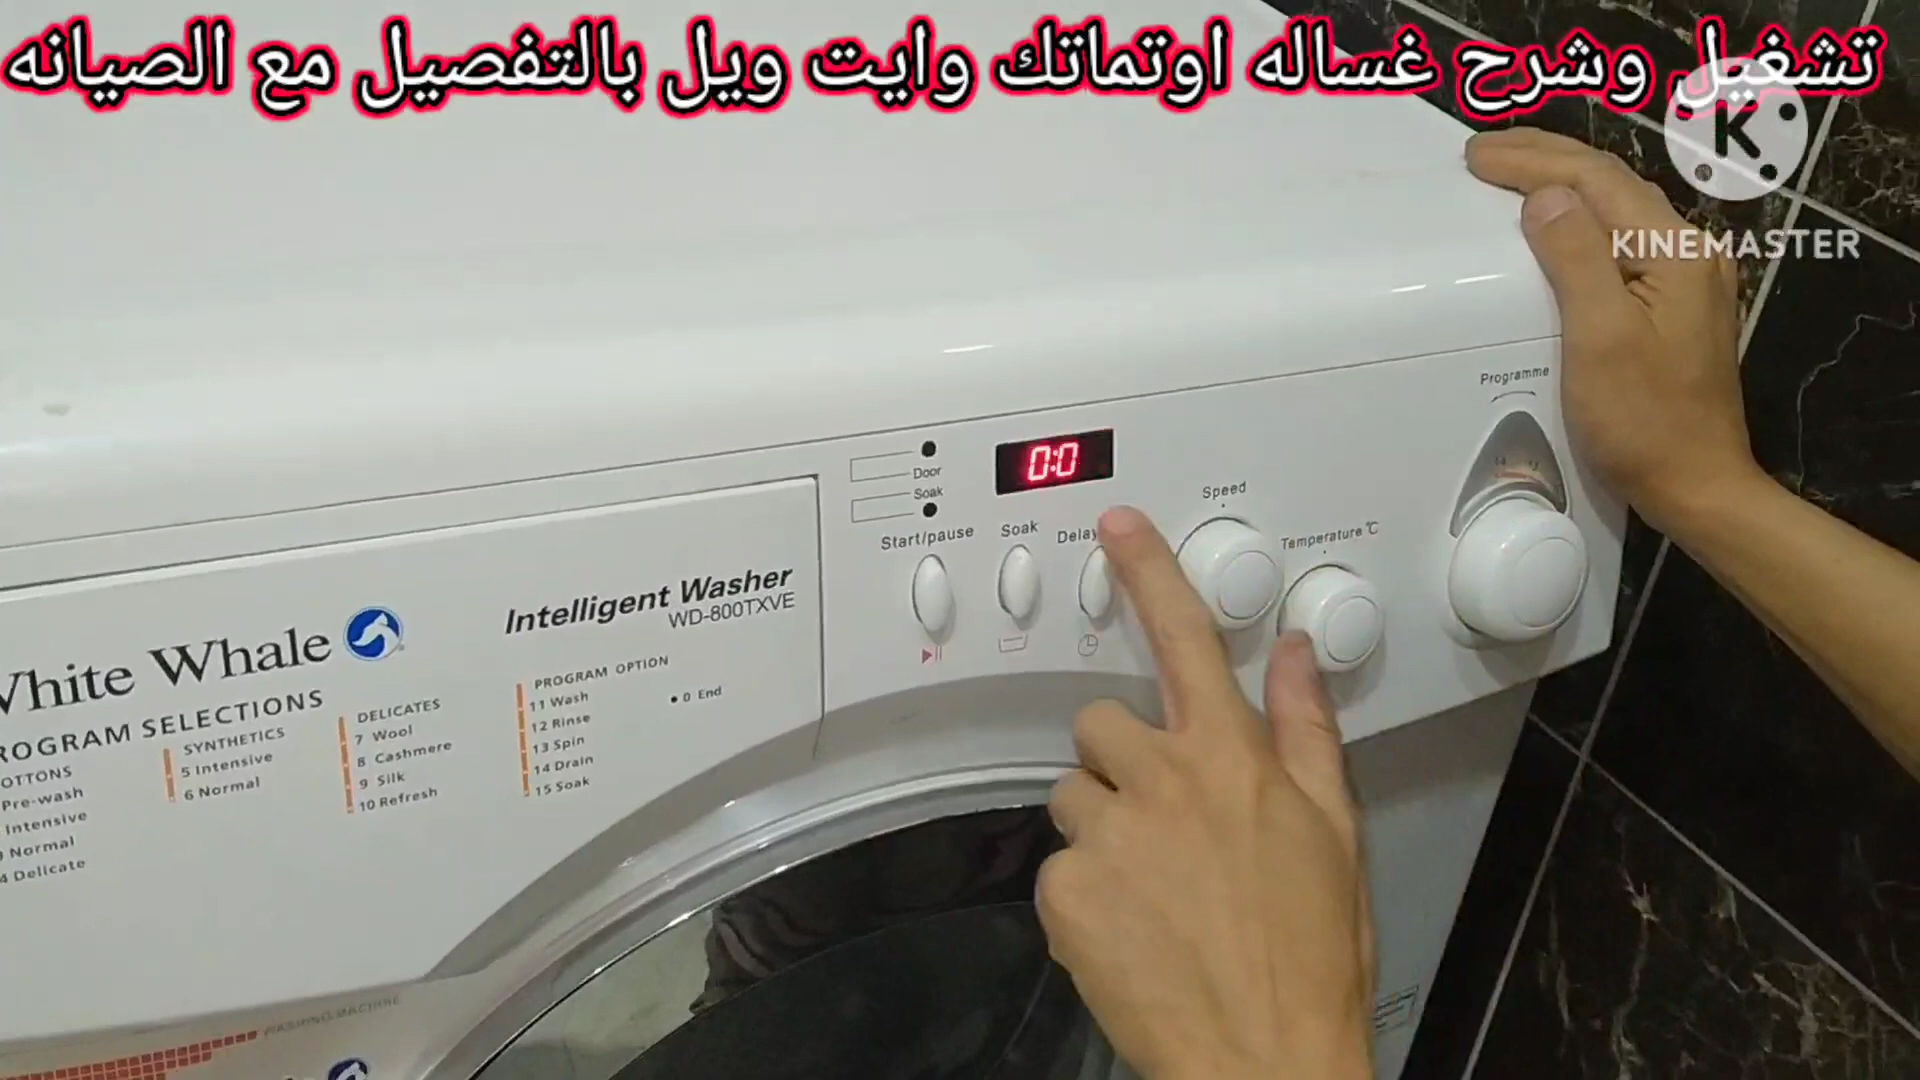 تشغيل وشرح غساله اوتماتك وايت ويل بالتفصيل مع الصيانه
K
KINEMASTER
Programme
Door
Soak
0:0
Speed
Temperature °C
Start/pause
Soak
Delay
Intelligent Washer
WD-800TXVE
White Whale
PROGRAM SELECTIONS
COTTONS
Pre-wash
Intensive
Normal
4 Delicate
SYNTHETICS
5 Intensive
6 Normal
DELICATES
7 Wool
8 Cashmere
9 Silk
10 Refresh
PROGRAM OPTION
11 Wash
12 Rinse
13 Spin
14 Drain
15 Soak
• 0 End
WASHING MACHINE